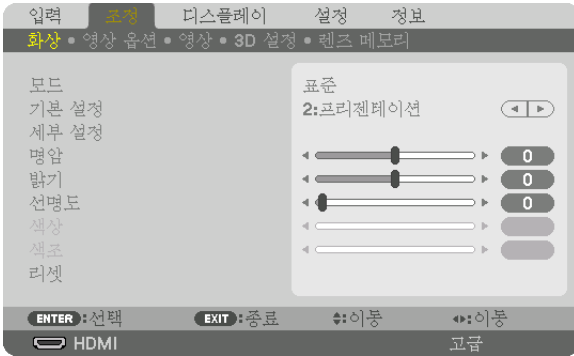 입력 조정 디스플레이 설정 정보
화상 • 영상 옵션 • 영상 • 3D 설정 • 렌즈 메모리
모드 표준
기본 설정 2:프리젠테이션
세부 설정
명암 0
밝기 0
선명도 0
색상
색조
리셋
ENTER:선택 EXIT:종료 :이동 :이동
HDMI 고급